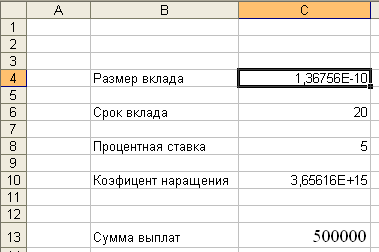 A B C
1
2
3
4 Размер вклада 1,36756E-10
5
6 Срок вклада 20
7
8 Процентная ставка 5
9
10 Коэфицент наращения 3,65616E+15
11
12
13 Сумма выплат 500000